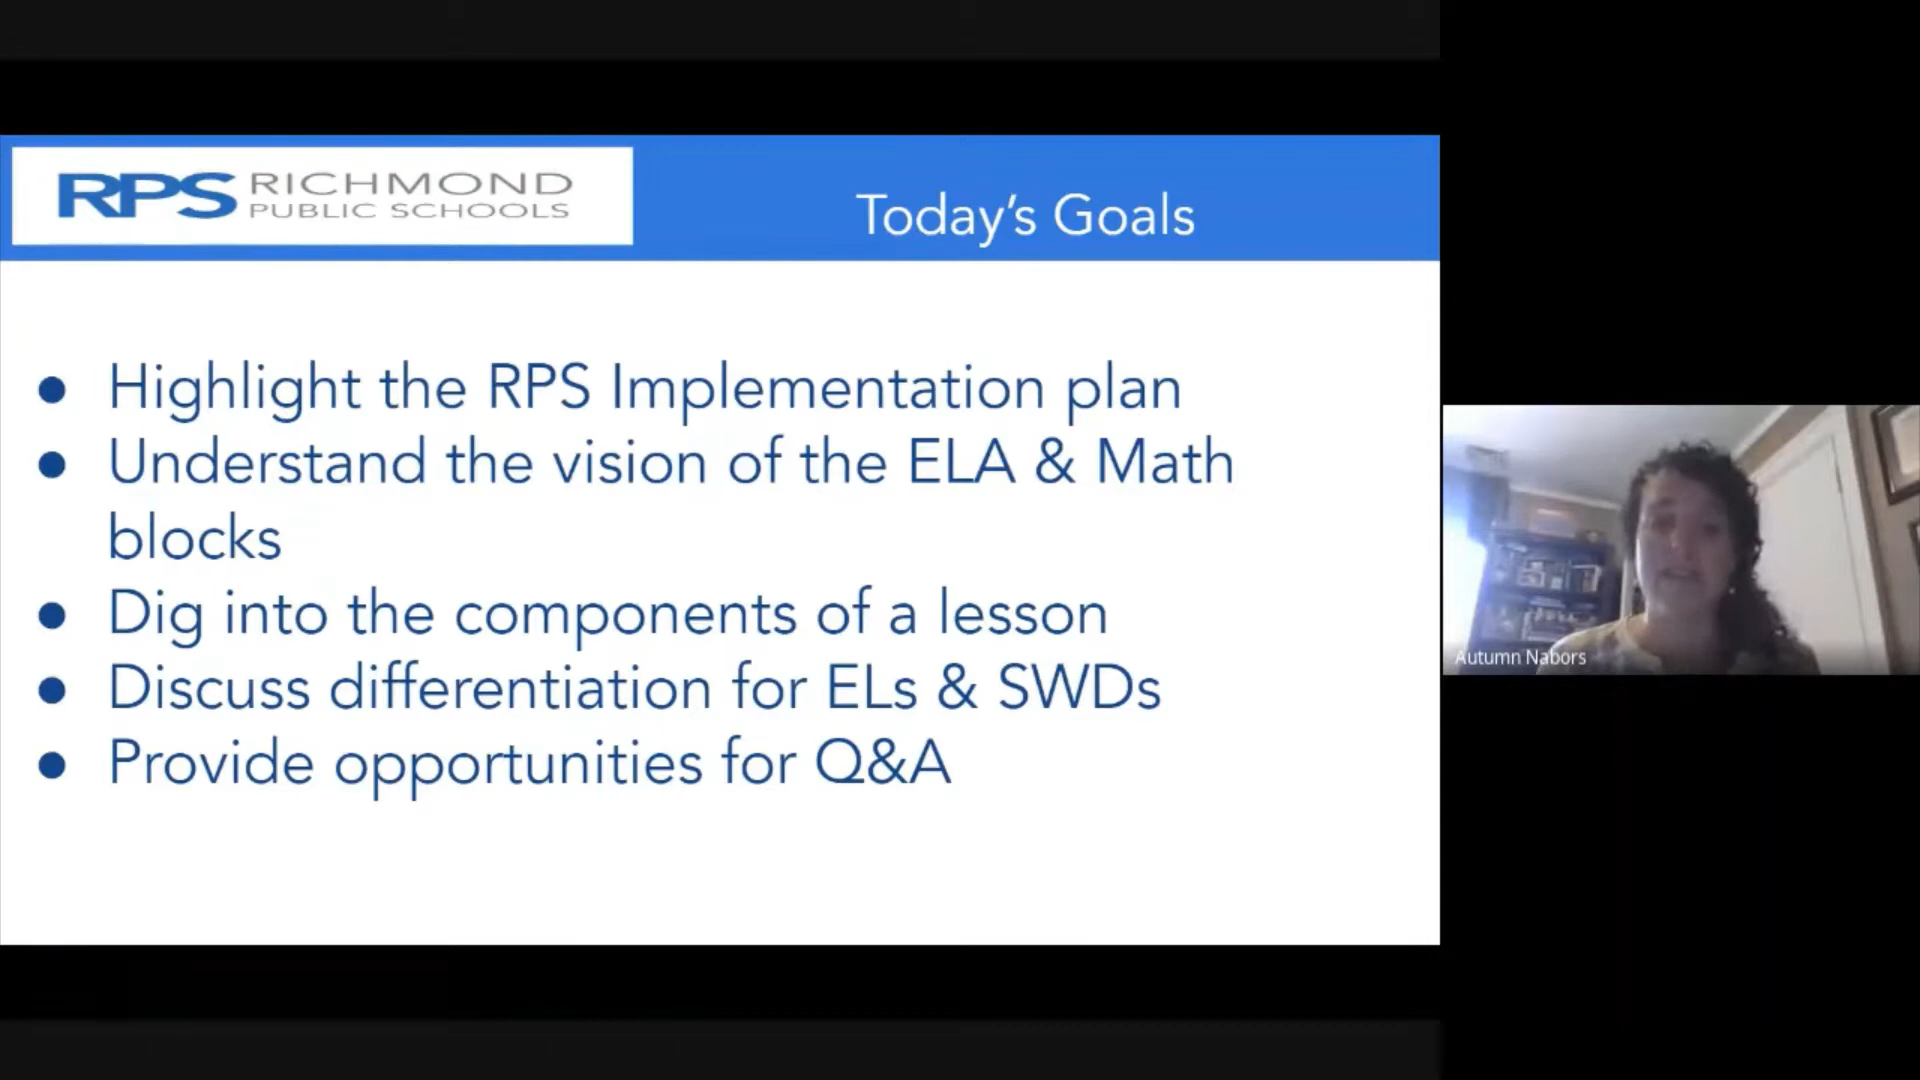 RPS RICHMOND
PUBLIC SCHOOLS
Today's Goals
● Highlight the RPS Implementation plan
● Understand the vision of the ELA & Math
blocks
● Dig into the components of a lesson
● Discuss differentiation for ELs & SWDs
● Provide opportunities for Q&A
Autumn Nabors